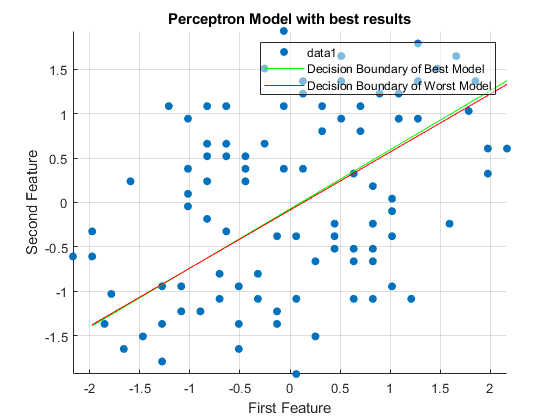 Perceptron Model with best results
data1
Decision Boundary of Best Model
Decision Boundary of Worst Model
1.5
1
0.5
0
-0.5
-1
-1.5
Second Feature
-2 -1.5 -1 -0.5 0 0.5 1 1.5 2
First Feature